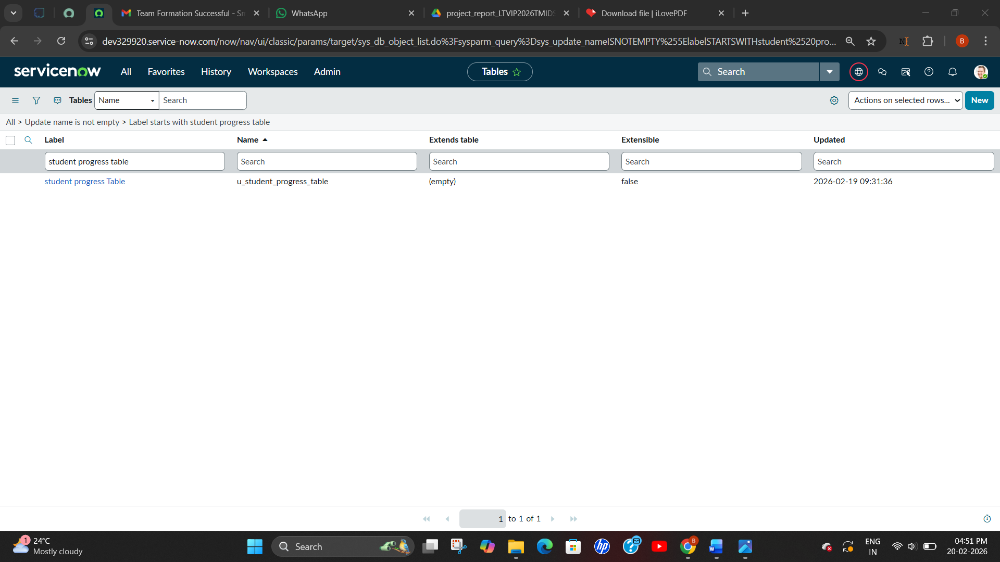 Team Formation Successful - Sr
WhatsApp
project_report_LTVIP2026TMIDS
Download file | iLovePDF
dev329920.service-now.com/now/nav/ui/classic/params/target/sys_db_object_list.do%3Fsysparm_query%3Dsys_update_nameISNOTEMPTY%255ElabelSTARTSWITHstudent%2520pro...
B
servicenow
All
Favorites
History
Workspaces
Admin
Tables
Search
Tables
Name
Search
Actions on selected rows...
New
All > Update name is not empty > Label starts with student progress table
Label
Name
Extends table
Extensible
Updated
student progress table
Search
Search
Search
Search
student progress Table
u_student_progress_table
(empty)
false
2026-02-19 09:31:36
1 to 1 of 1
1
24°C
Mostly cloudy
Search
hp
B
W
ENG
IN
04:51 PM
20-02-2026